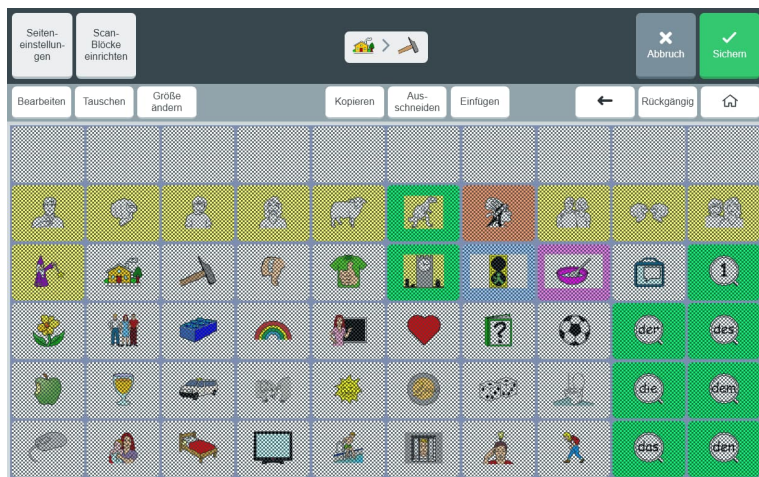 Seiten-
einstellun-
gen
Scan-
Blöcke
einrichten
Abbruch
Sichern
Bearbeiten
Tauschen
Größe
ändern
Kopieren
Aus-
schneiden
Einfügen
Rückgängig
1
?
der
des
die
dem
das
den